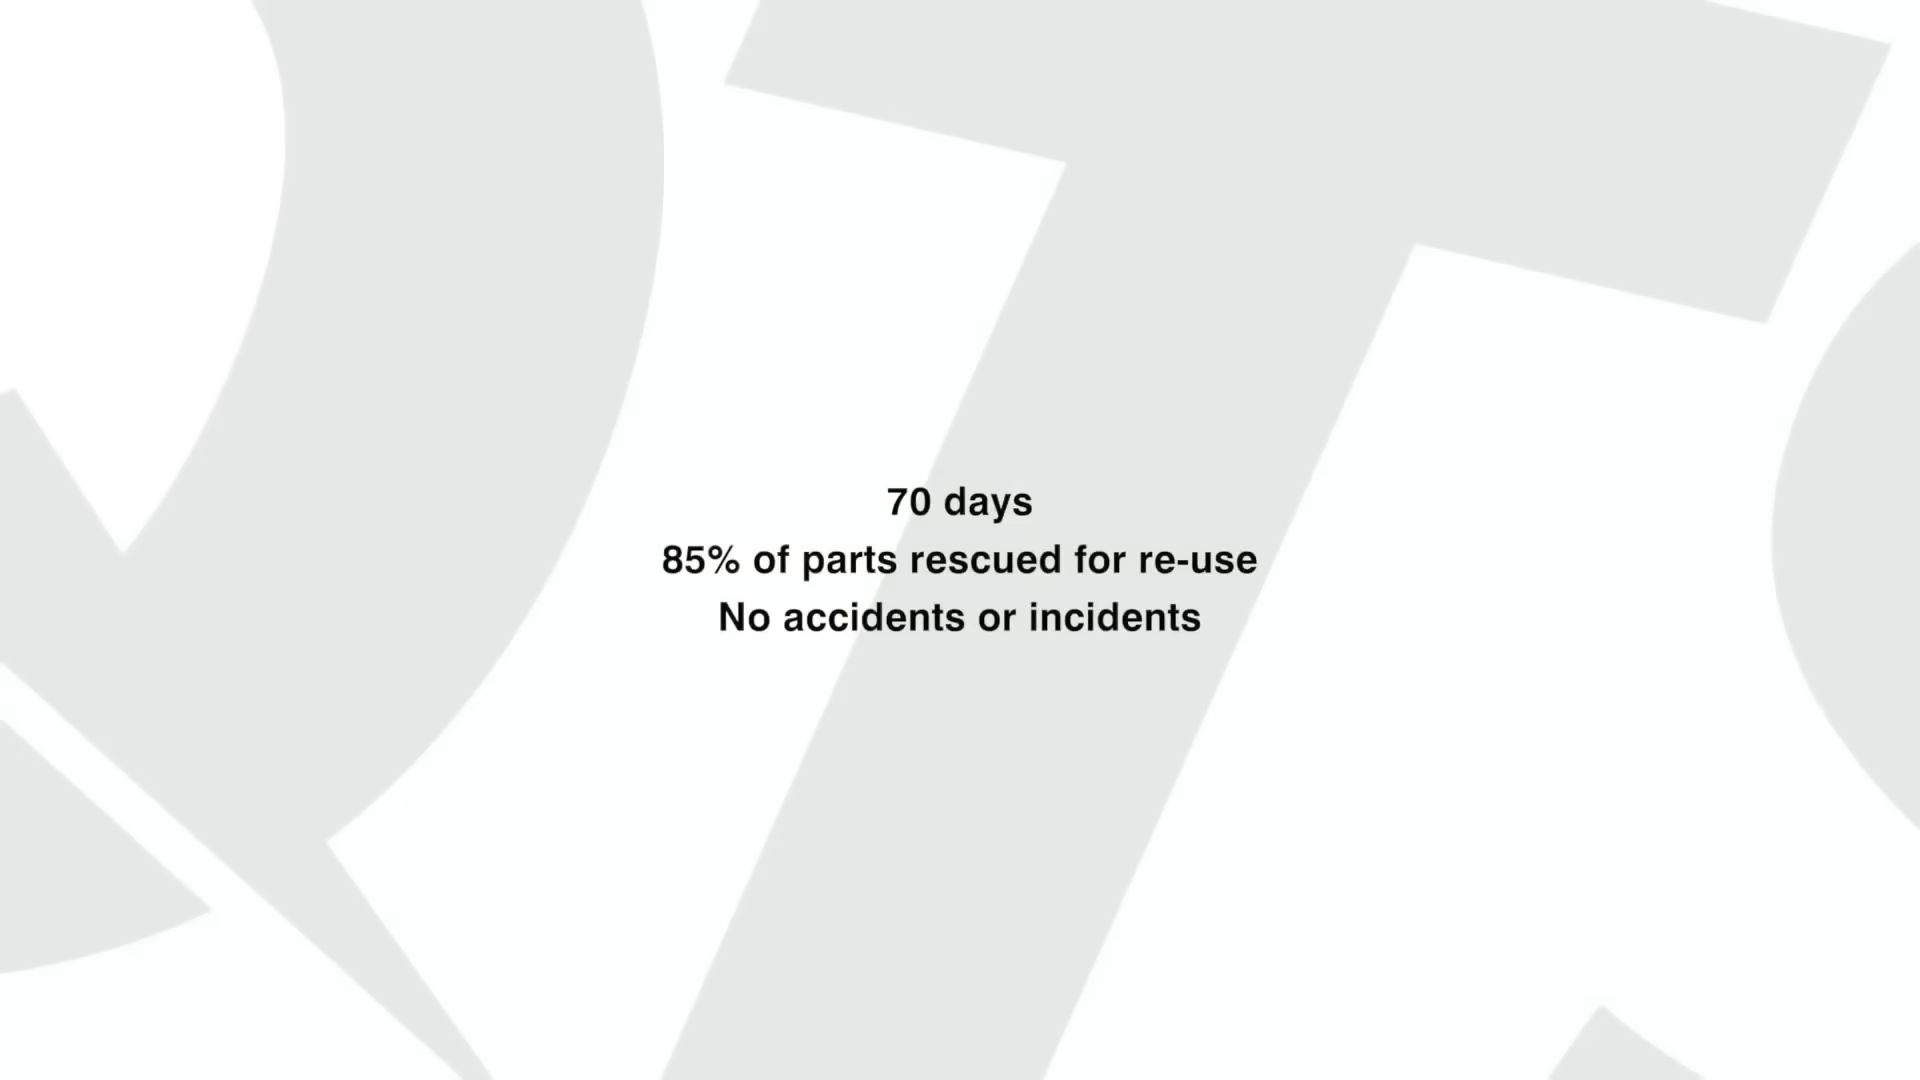 70 days
85% of parts rescued for re-use
No accidents or incidents